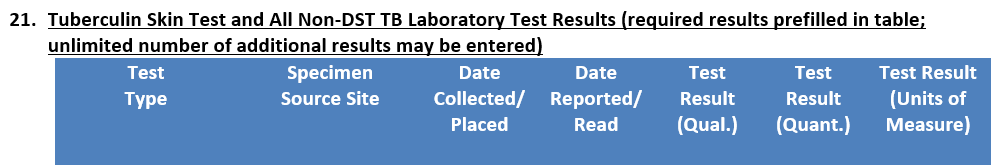 21. Tuberculin Skin Test and All Non-DST TB Laboratory Test Results (required results prefilled in table;
unlimited number of additional results may be entered)
Test Specimen Date Date Test Test Test Result
Type Source Site Collected/ Reported/ Result Result (Units of
Placed Read (Qual.) (Quant.) Measure)